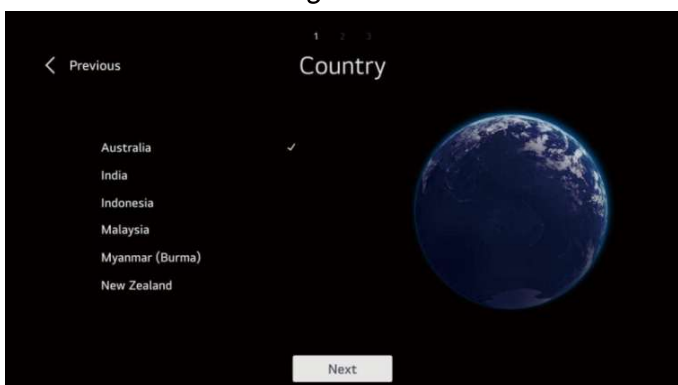 1 2 3
Previous
Country
Australia
India
Indonesia
Malaysia
Myanmar (Burma)
New Zealand
Next